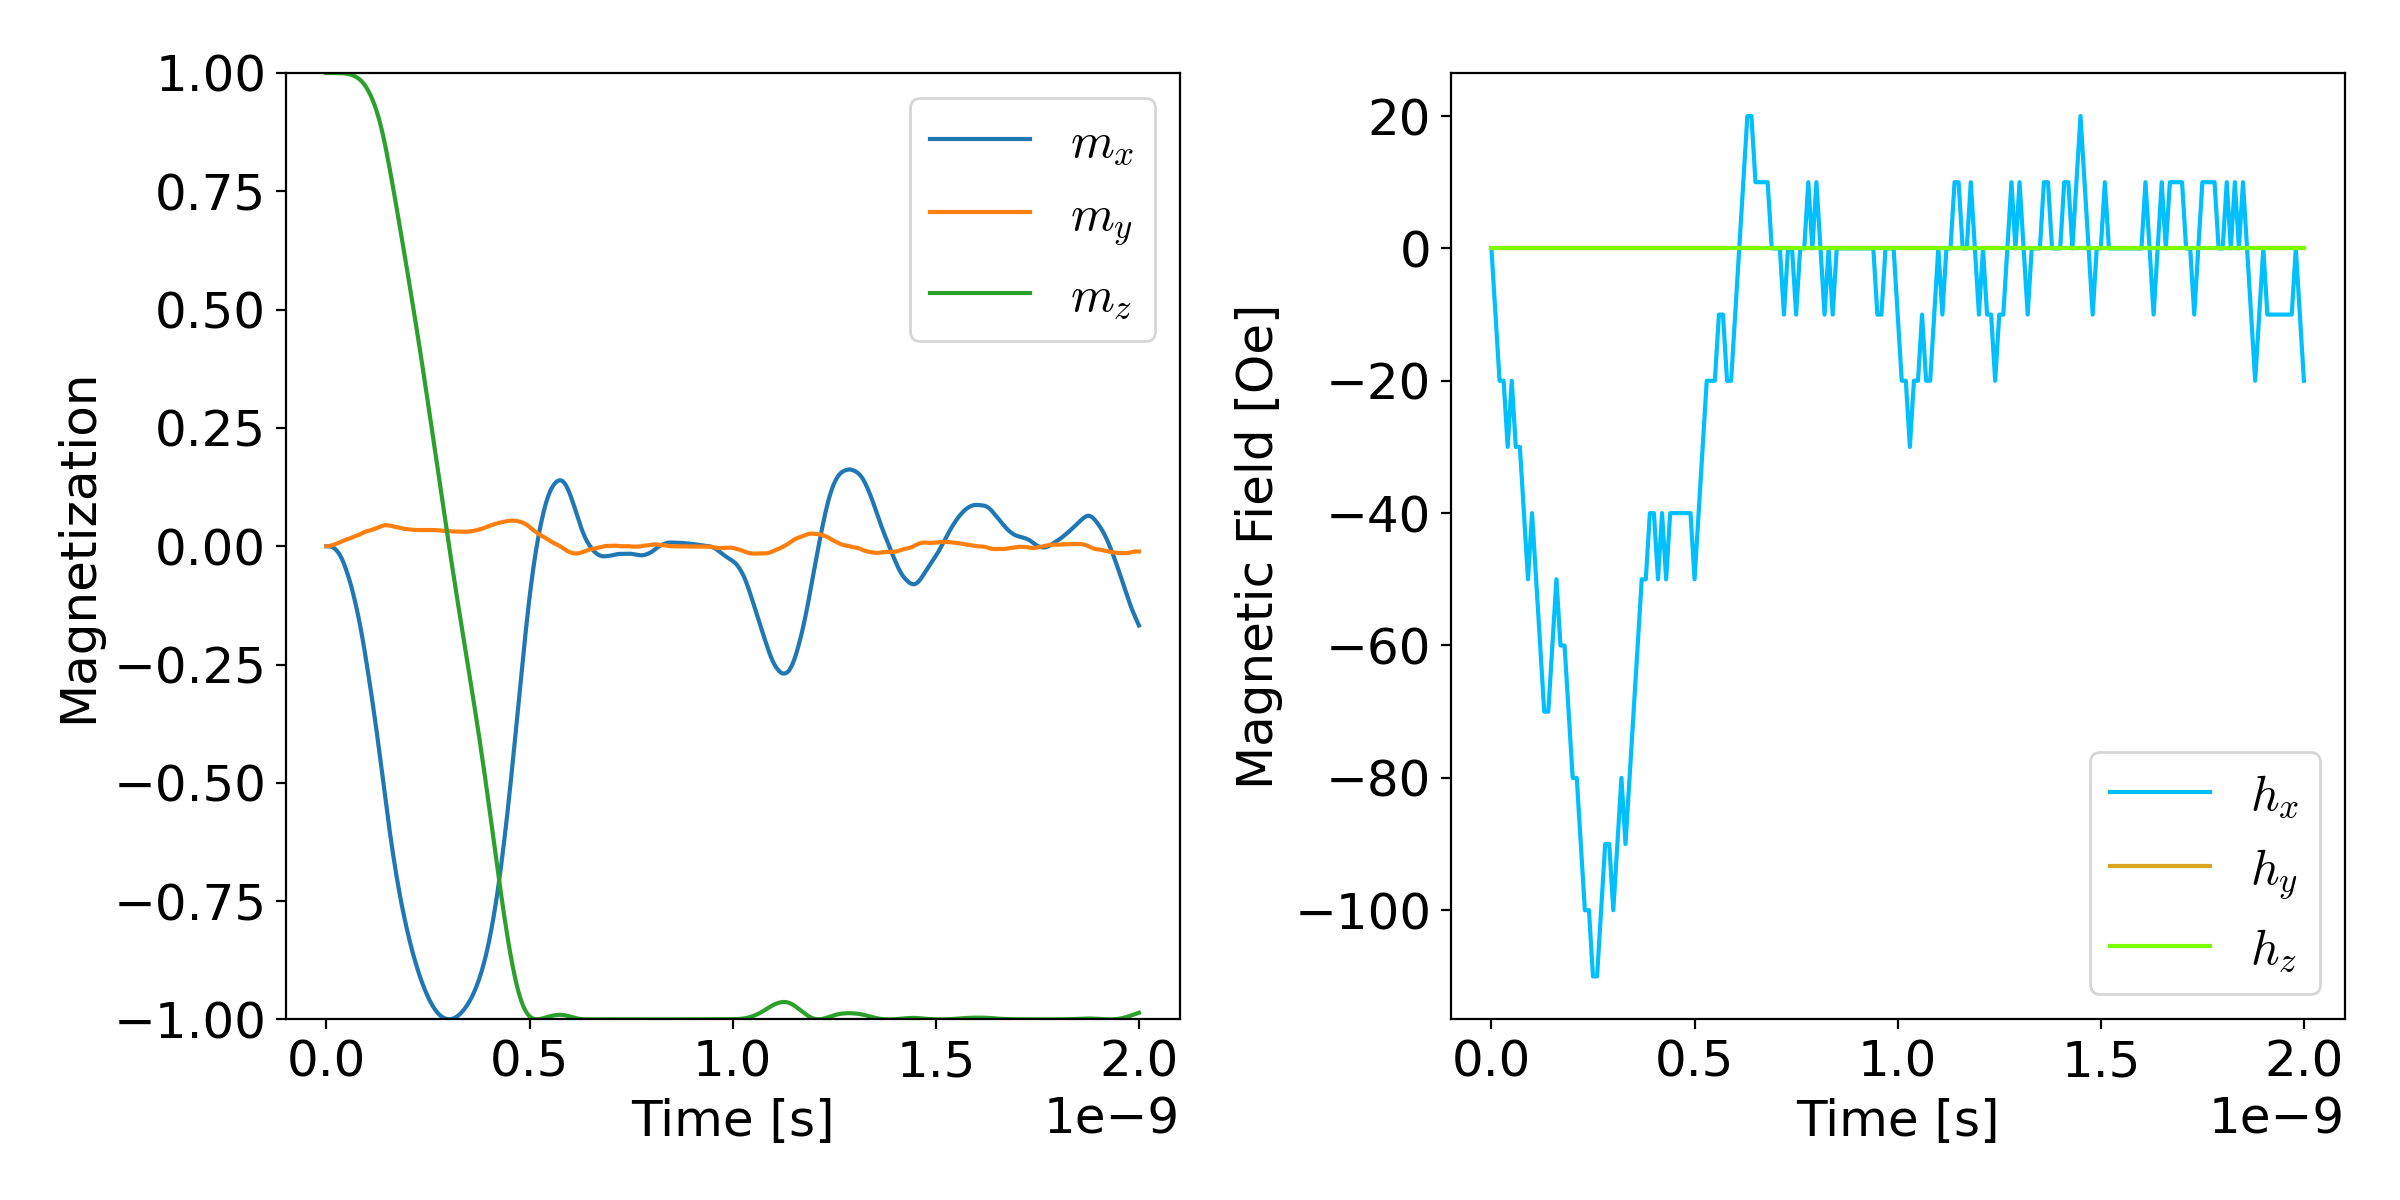 Magnetization
1.00
0.75
0.50
0.25
0.00
−0.25
−0.50
−0.75
−1.00
m_x
m_y
m_z
0.0 0.5 1.0 1.5 2.0
Time [s]
1e−9
Magnetic Field [Oe]
20
0
−20
−40
−60
−80
−100
h_x
h_y
h_z
0.0 0.5 1.0 1.5 2.0
Time [s]
1e−9